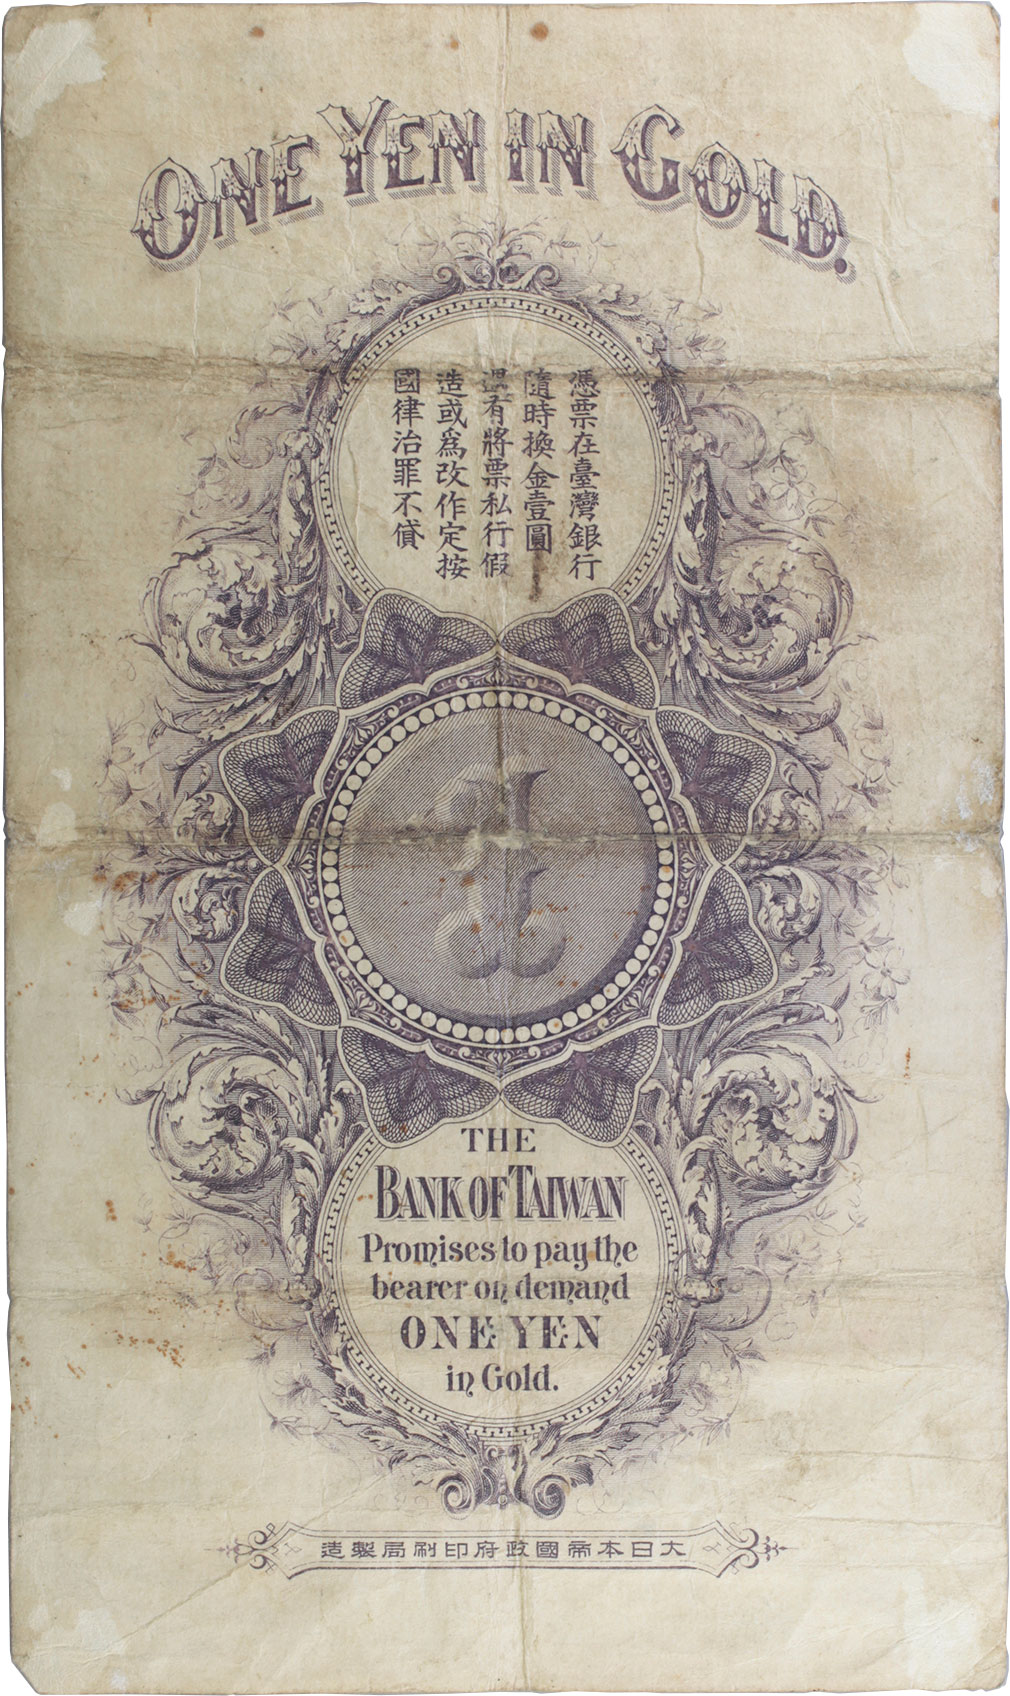 ONE YEN IN GOLD.
憑票在臺灣銀行
隨時換金壹圓
遇有將票私行假
造或爲改作定按
國律治罪不貸
THE
BANK OF TAIWAN
Promises to pay the
bearer on demand
ONE YEN
in Gold.
大日本帝國政府印刷局製造